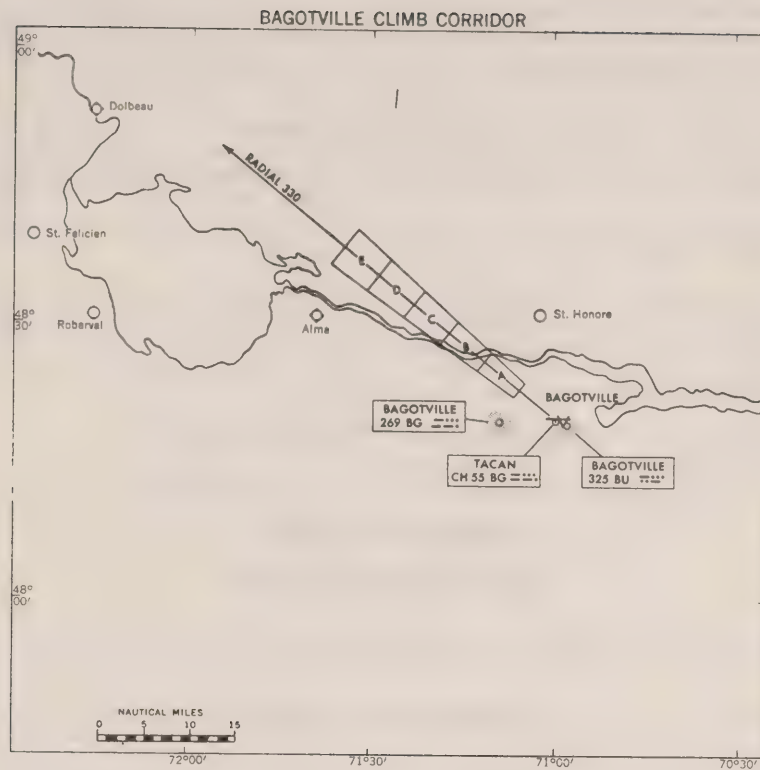 BAGOTVILLE CLIMB CORRIDOR
49°
00'
Dolbeau
RADIAL 330
St. Felicien
E
D
C
B
A
48°
30'
Roberval
Alma
St. Honore
BAGOTVILLE
BAGOTVILLE
269 BG
TACAN
CH 55 BG
BAGOTVILLE
325 BU
48°
00'
NAUTICAL MILES
0 5 10 15
72°00'
71°30'
71°00'
70°30'